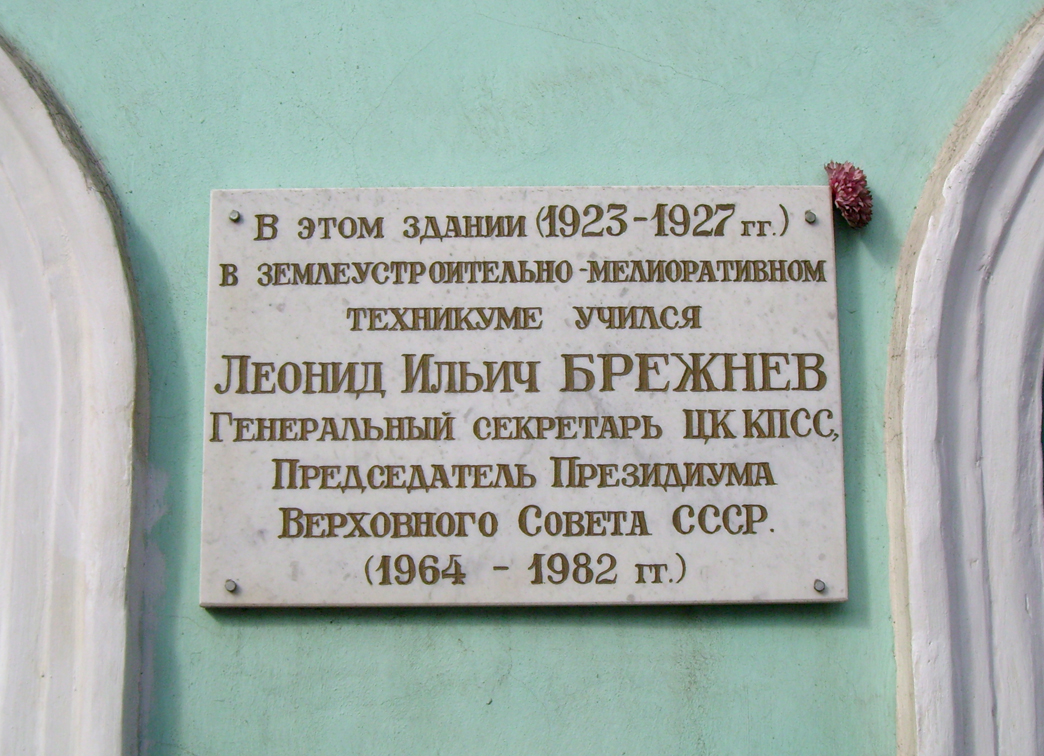 В этом здании (1923-1927 гг.)
в землеустроительно-мелиоративном
техникуме учился
Леонид Ильич БРЕЖНЕВ
Генеральный секретарь ЦК КПСС,
Председатель Президиума
Верховного Совета СССР.
(1964 - 1982 гг.)